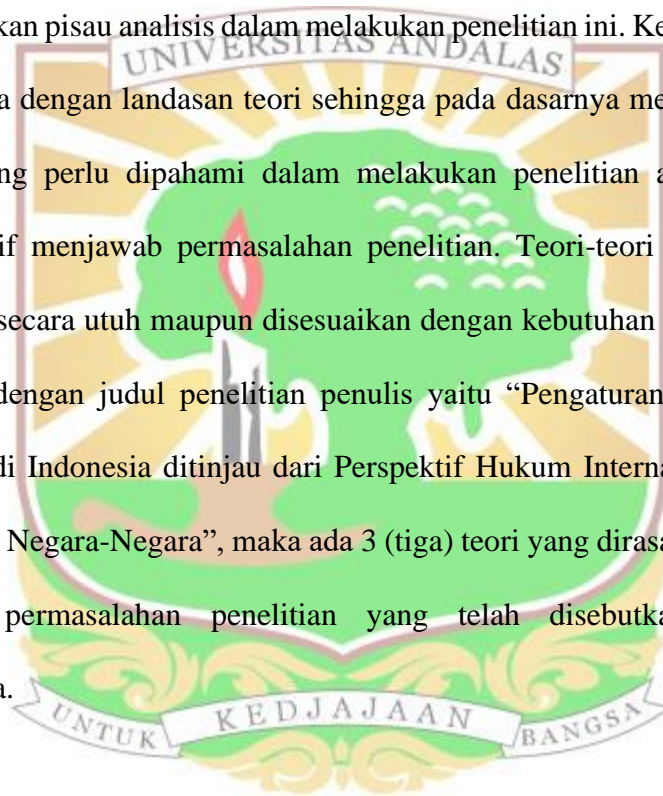 kan pisau analisis dalam melakukan penelitian ini. Ke
UNIVERSITAS ANDALAS
a dengan landasan teori sehingga pada dasarnya me
ng perlu dipahami dalam melakukan penelitian a
if menjawab permasalahan penelitian. Teori-teori
secara utuh maupun disesuaikan dengan kebutuhan
dengan judul penelitian penulis yaitu “Pengaturan
di Indonesia ditinjau dari Perspektif Hukum Interna
Negara-Negara”, maka ada 3 (tiga) teori yang dirasa
permasalahan penelitian yang telah disebutka
a.
UNTUK KEDJAJAAN BANGSA